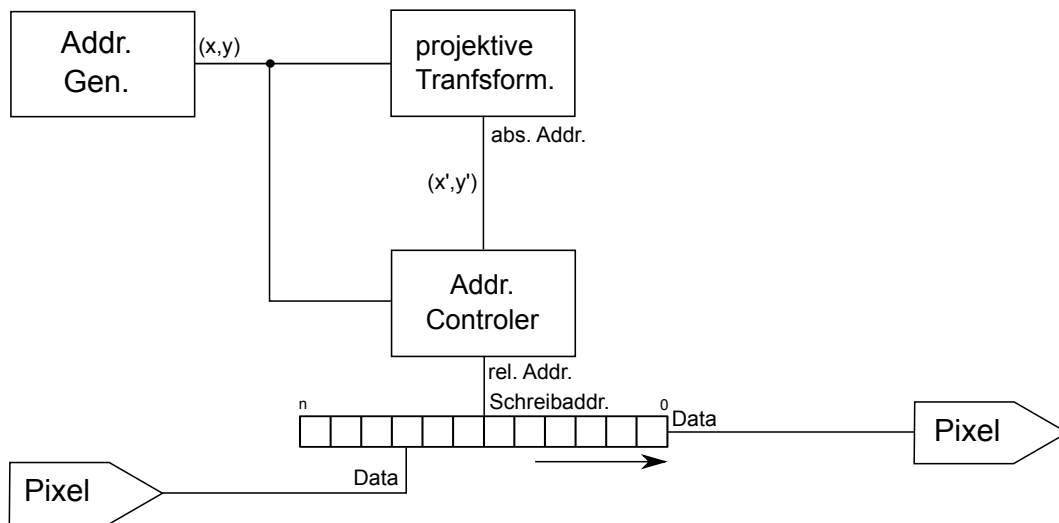 Addr.
Gen.
(x,y)
projektive
Tranfsform.
abs. Addr.
(x',y')
Addr.
Controler
rel. Addr.
n
Schreibaddr.
0
Data
Pixel
Data
Pixel